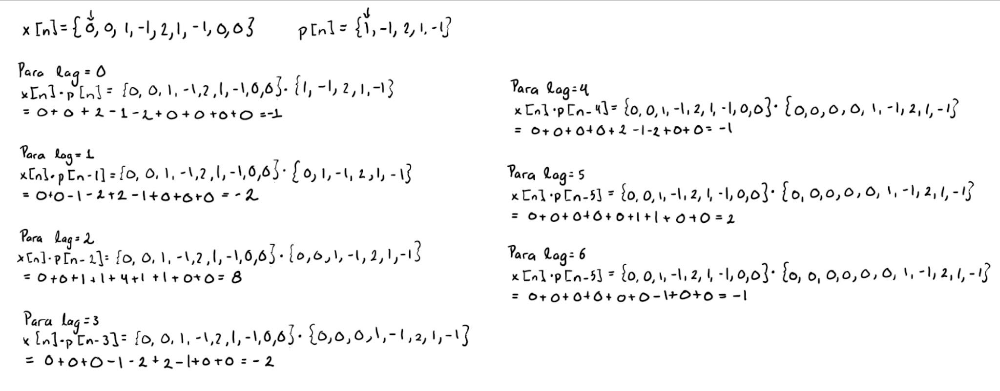 x[n]={0, 0, 1,-1,2,1,-1,0,0}    p[n]={1,-1, 2, 1,-1}
Para lag=0
x[n]·p[n]={0, 0, 1, -1,2,1,-1,0,0}·{1, -1, 2, 1,-1}
= 0+0+2-1-2+0+0+0+0=-1
Para lag=1
x[n]·p[n-1]={0, 0, 1, -1,2,1,-1,0,0}·{0, 1,-1, 2,1,-1}
= 0+0-1-2+2-1+0+0+0=-2
Para lag=2
x[n]·p[n-2]={0, 0, 1, -1,2,1,-1,0,0}·{0,0,1,-1,2,1,-1}
= 0+0+1+1+4+1+1+0+0=8
Para lag=3
x[n]·p[n-3]={0, 0, 1, -1,2,1,-1,0,0}·{0,0,0,1,-1,2,1,-1}
= 0+0+0-1-2+2-1+0+0=-2
Para lag=4
x[n]·p[n-4]={0,0,1,-1,2,1,-1,0,0}·{0,0,0,0,1,-1,2,1,-1}
= 0+0+0+0+2-1-2+0+0=-1
Para lag=5
x[n]·p[n-5]={0,0,1,-1,2,1,-1,0,0}·{0,0,0,0,0,1,-1,2,1,-1}
= 0+0+0+0+0+1+1+0+0=2
Para lag=6
x[n]·p[n-5]={0,0,1,-1,2,1,-1,0,0}·{0,0,0,0,0,0,1,-1,2,1,-1}
= 0+0+0+0+0+0-1+0+0=-1